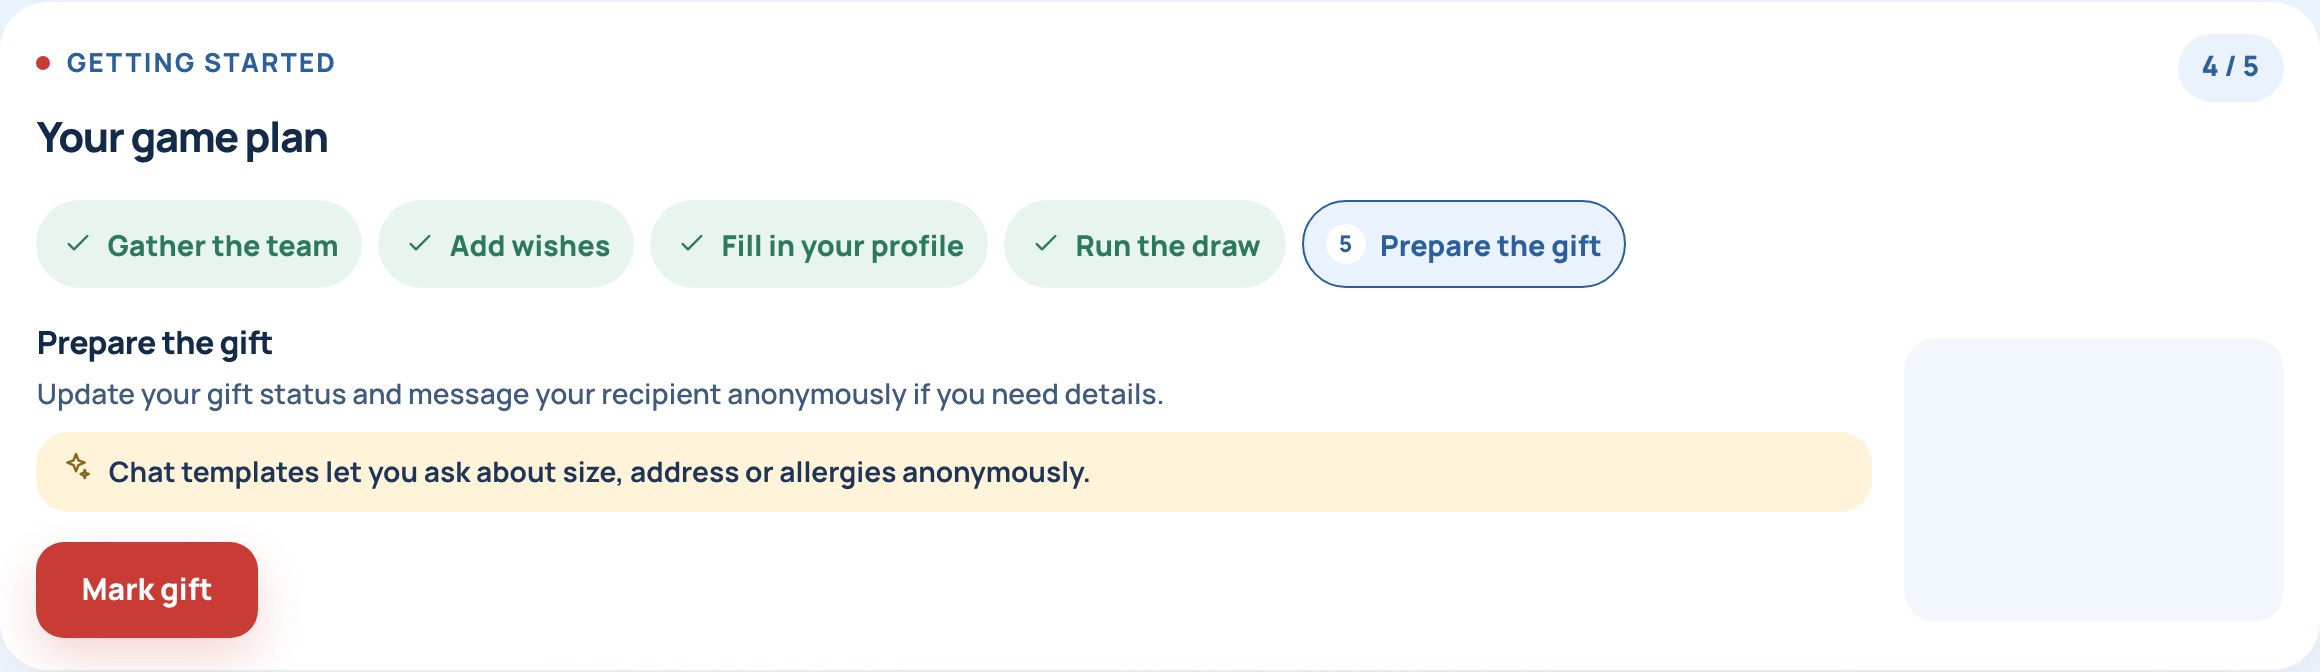 GETTING STARTED
4 / 5
Your game plan
Gather the team
Add wishes
Fill in your profile
Run the draw
5 Prepare the gift
Prepare the gift
Update your gift status and message your recipient anonymously if you need details.
Chat templates let you ask about size, address or allergies anonymously.
Mark gift